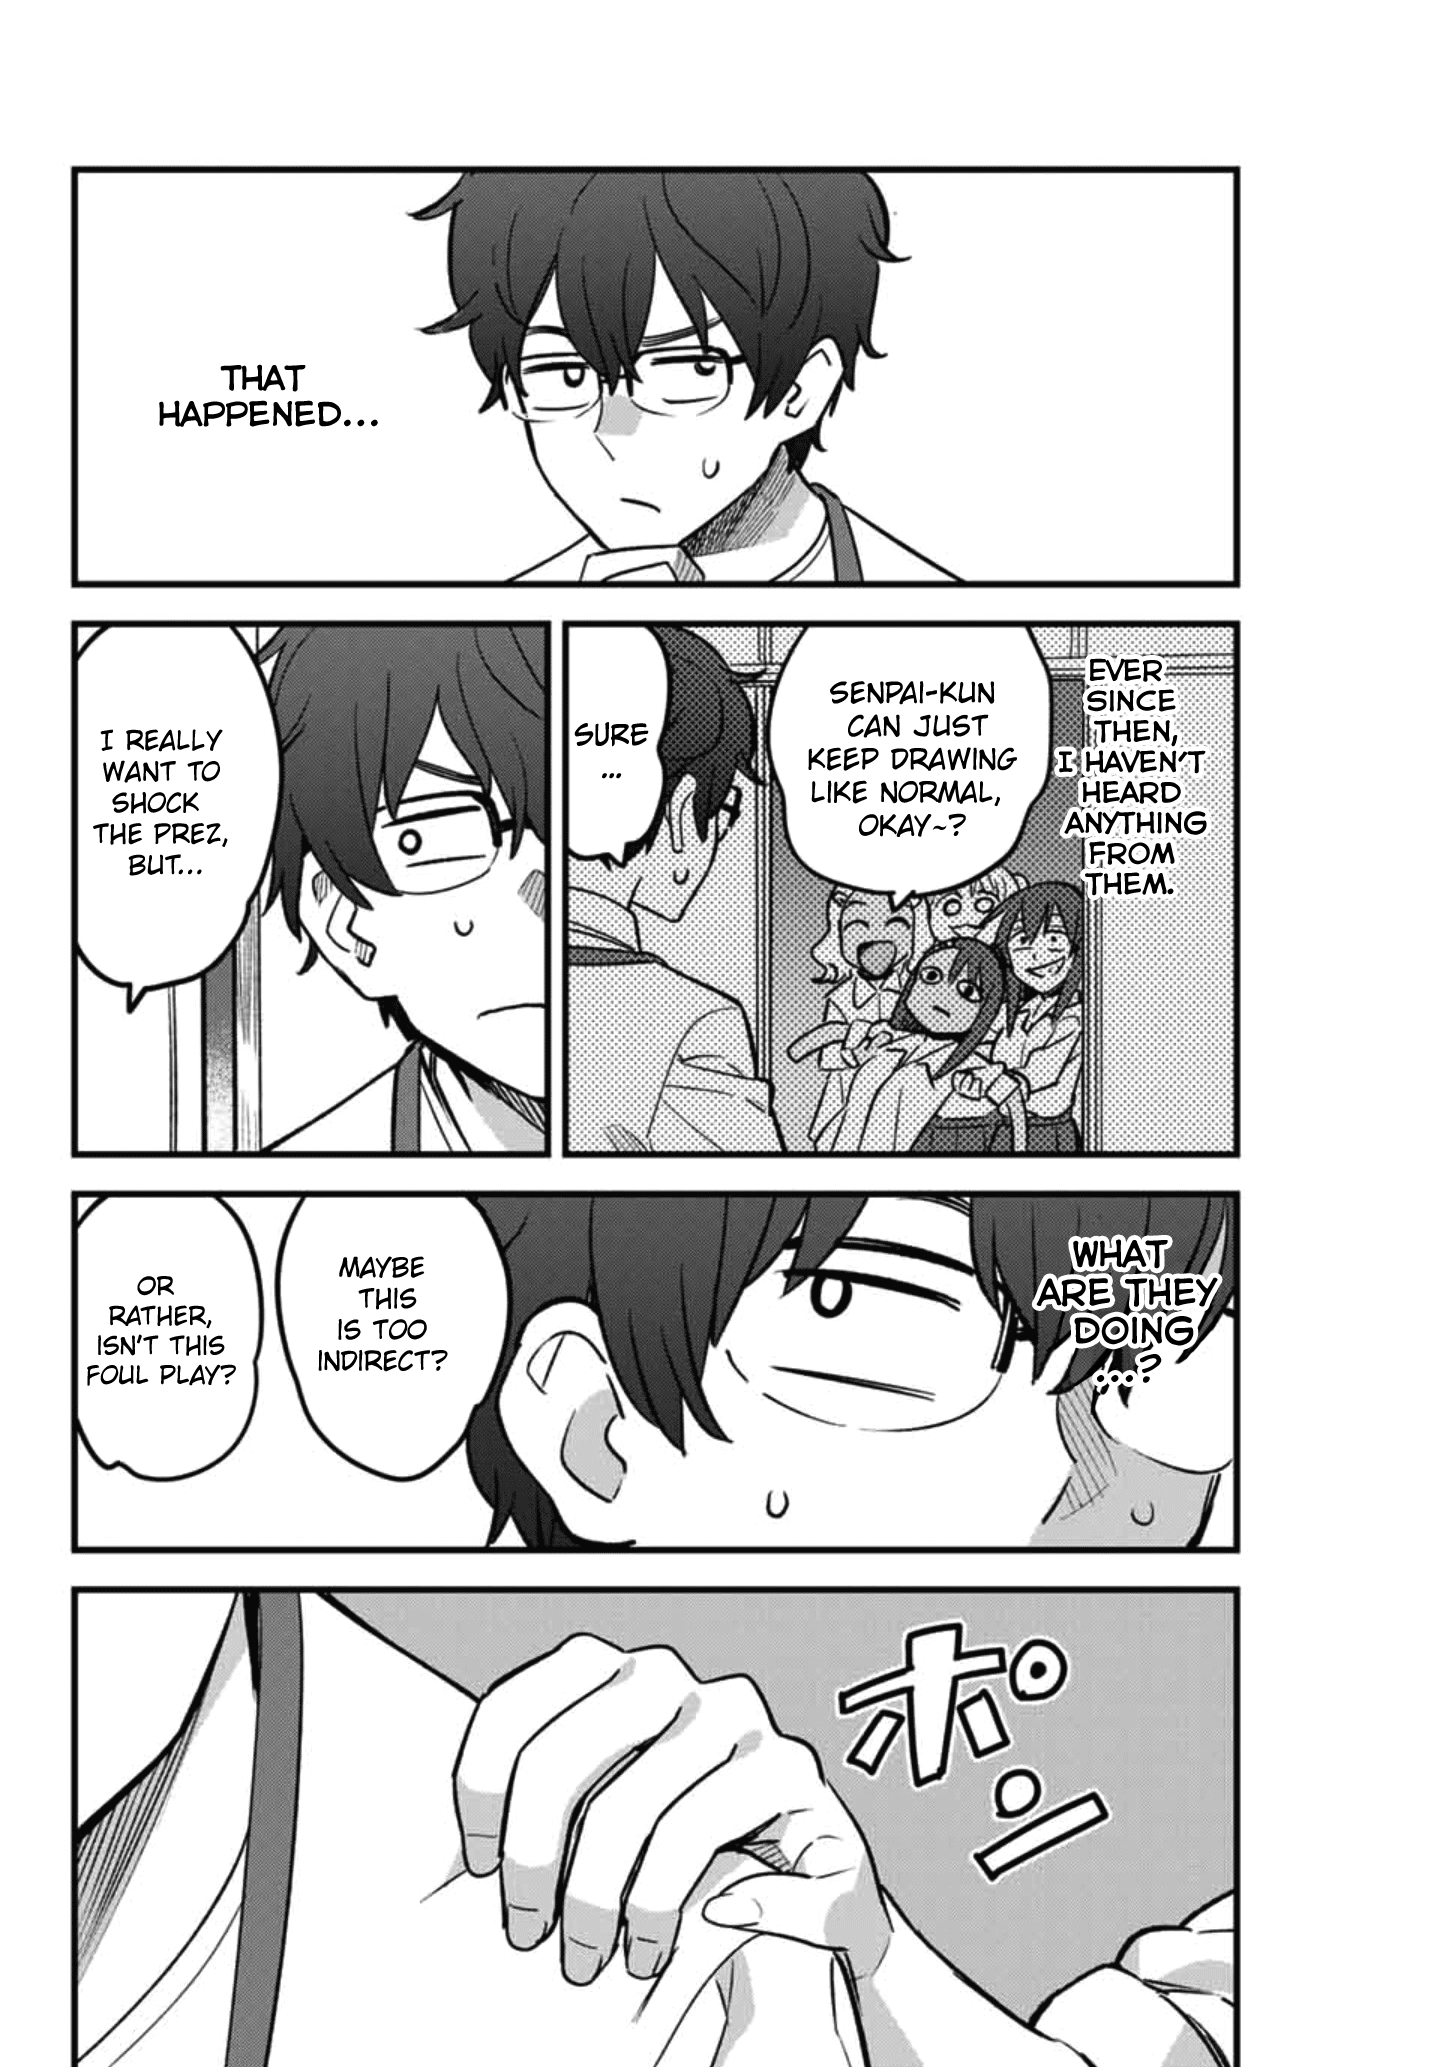 THAT
HAPPENED...
EVER
SINCE
THEN,
I HAVEN'T
HEARD
ANYTHING
FROM
THEM.
SENPAI-KUN
CAN JUST
KEEP DRAWING
LIKE NORMAL,
OKAY~?
SURE
...
I REALLY
WANT TO
SHOCK
THE PREZ,
BUT...
WHAT
ARE THEY
DOING
...?
MAYBE
THIS
IS TOO
INDIRECT?
OR
RATHER,
ISN'T THIS
FOUL PLAY?
ポン